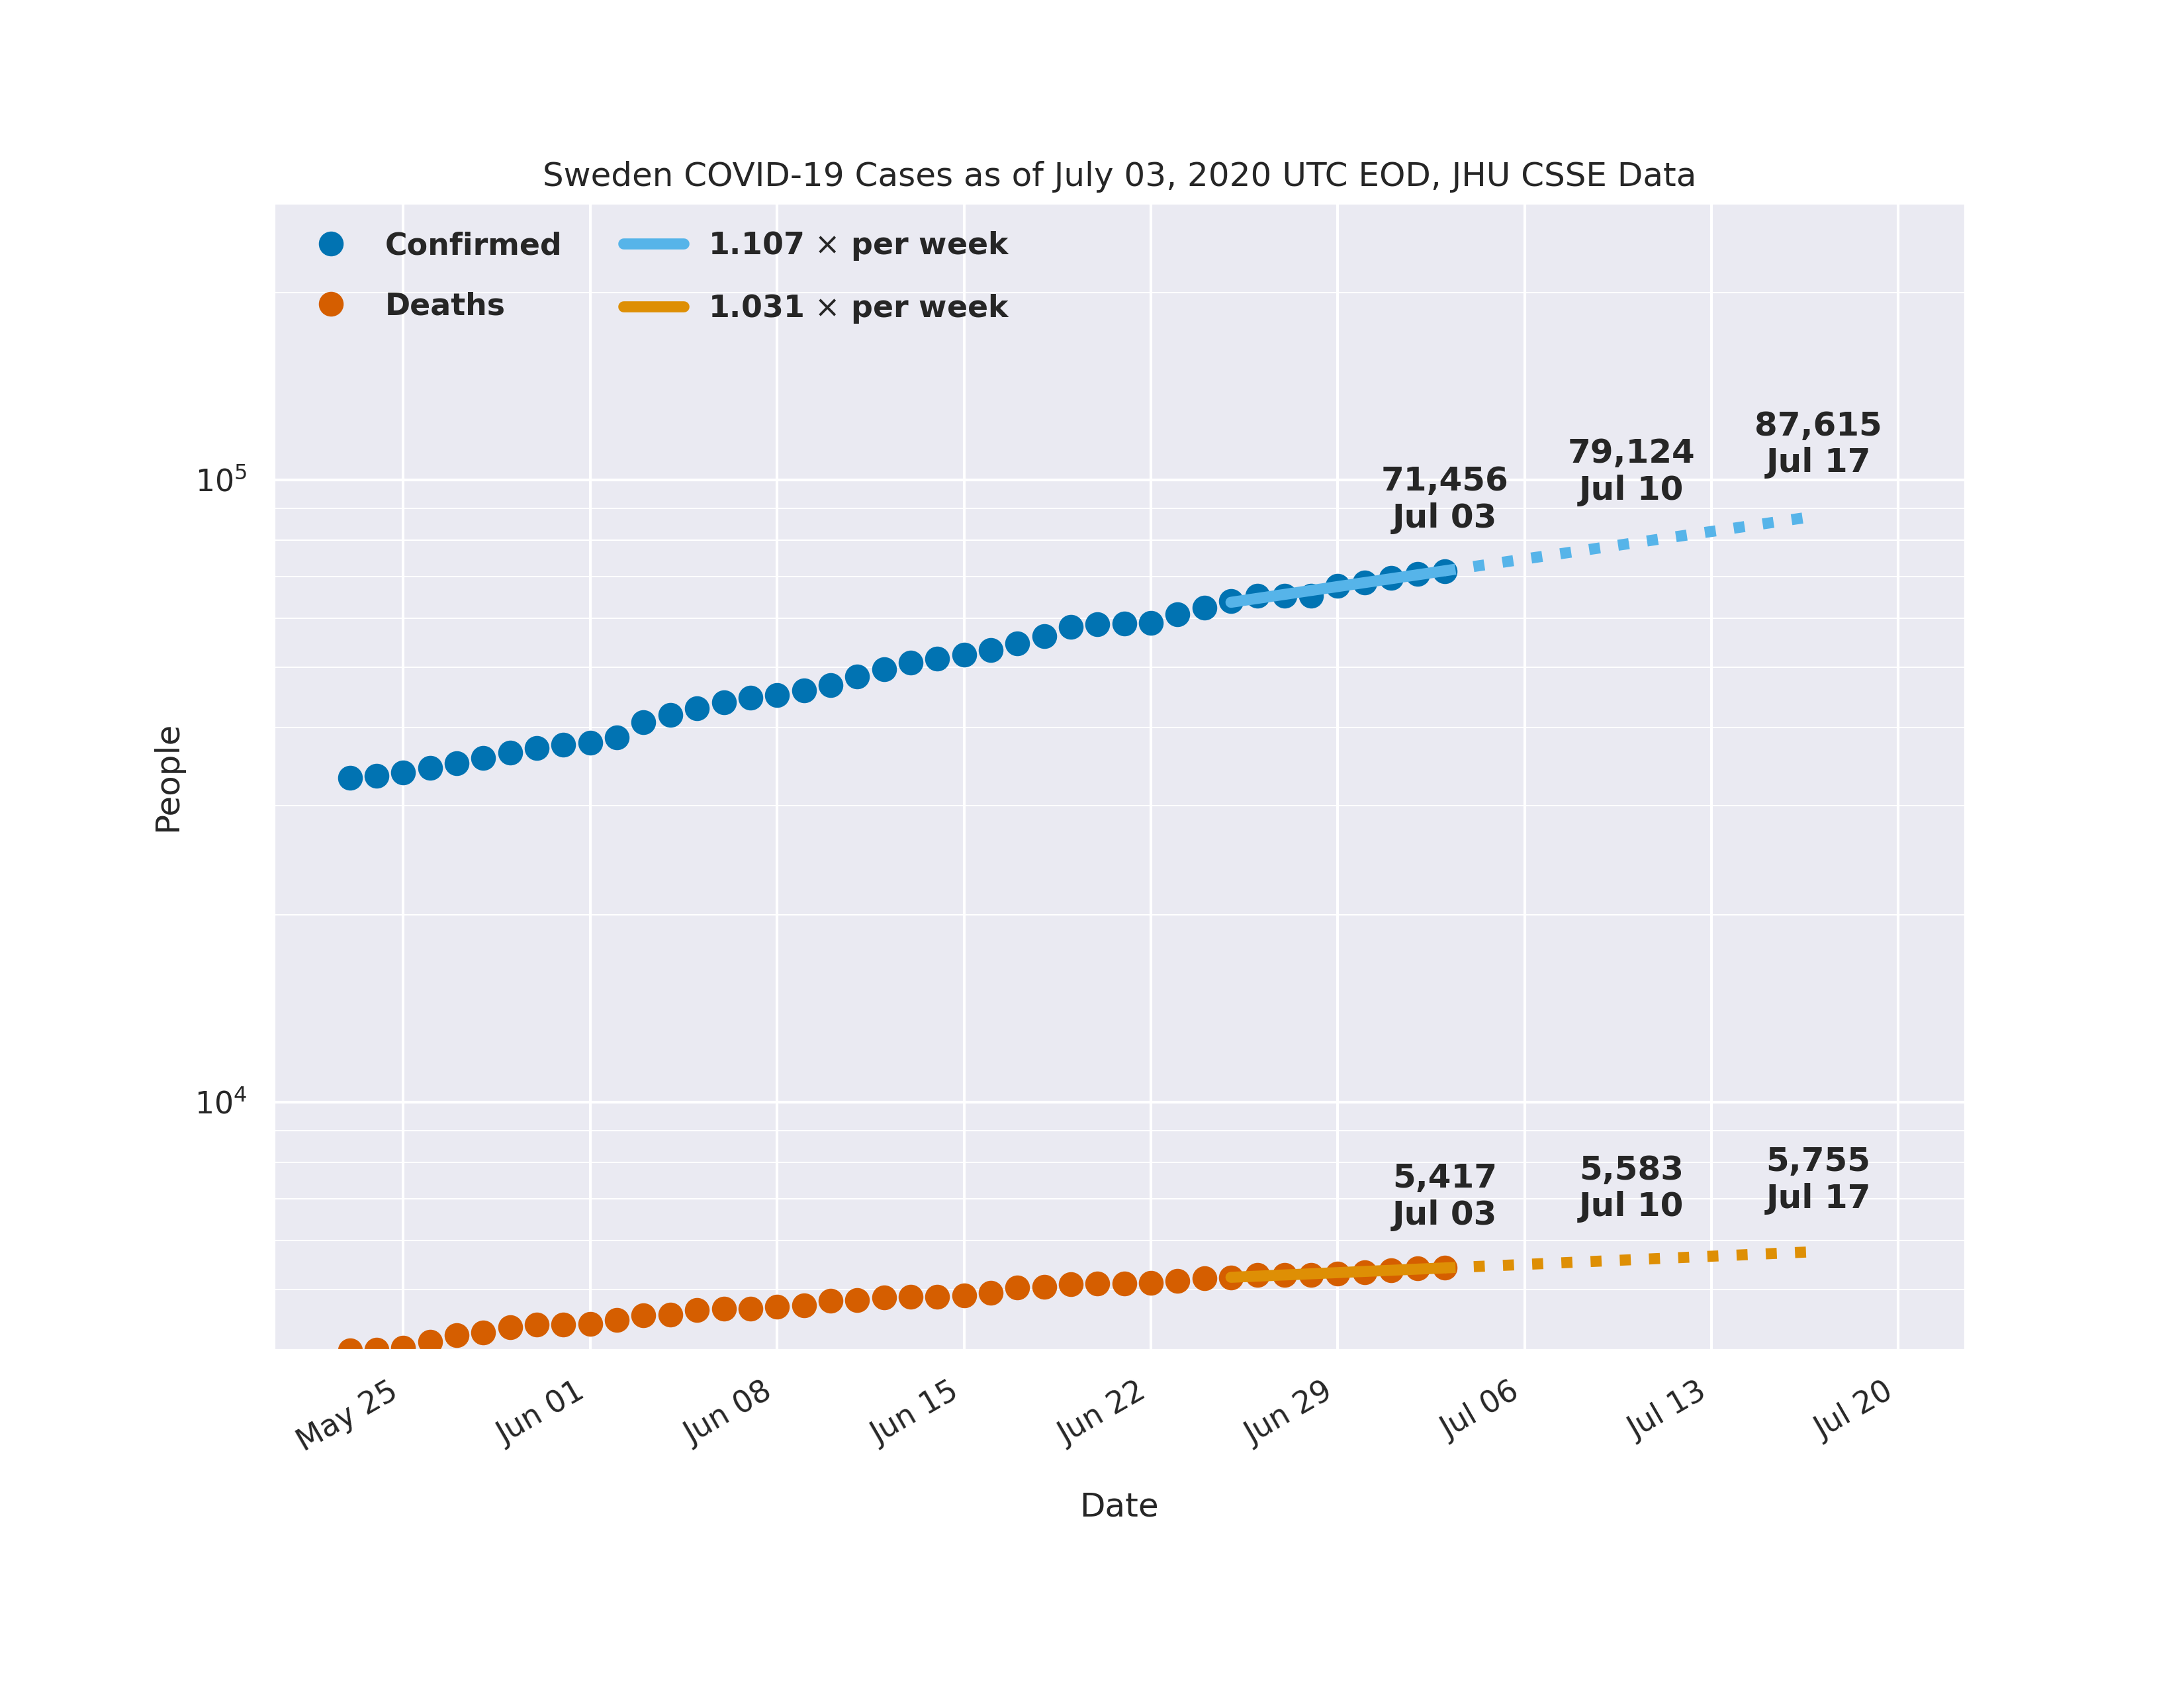 Sweden COVID-19 Cases as of July 03, 2020 UTC EOD, JHU CSSE Data
Confirmed
Deaths
1.107 × per week
1.031 × per week
87,615
Jul 17
79,124
Jul 10
71,456
Jul 03
10⁵
People
10⁴
5,417
Jul 03
5,583
Jul 10
5,755
Jul 17
May 25
Jun 01
Jun 08
Jun 15
Jun 22
Jun 29
Jul 06
Jul 13
Jul 20
Date